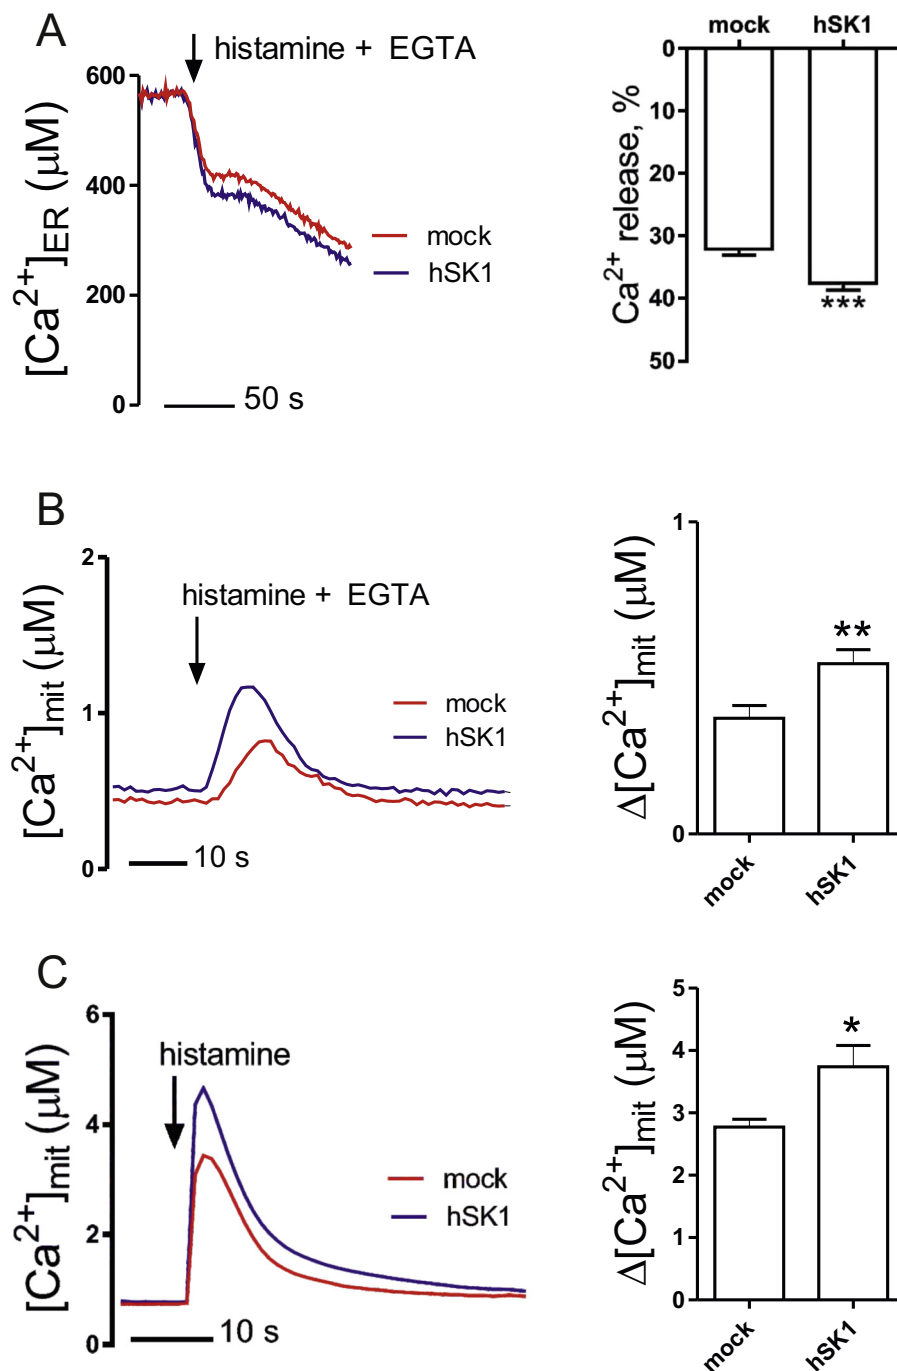 A
histamine + EGTA
[Ca²⁺]ER (μM)
600
400
200
0
mock
hSK1
50 s
mock hSK1
Ca²⁺ release, %
0
10
20
30
40
50
***
B
histamine + EGTA
[Ca²⁺]mit (μM)
2
1
0
mock
hSK1
10 s
Δ[Ca²⁺]mit (μM)
1
0
**
mock
hSK1
C
histamine
[Ca²⁺]mit (μM)
6
4
2
0
mock
hSK1
10 s
Δ[Ca²⁺]mit (μM)
5
4
3
2
1
0
*
mock
hSK1